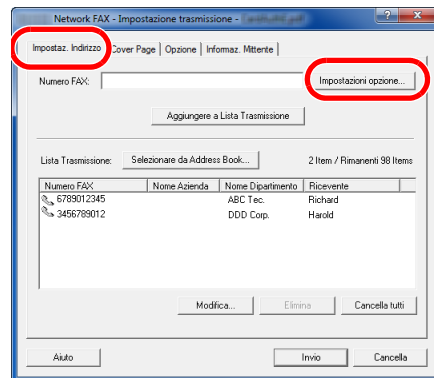 Network FAX - Impostazione trasmissione -
Impostaz. Indirizzo Cover Page Opzione Informaz. Mittente
Numero FAX: Impostazioni opzione...
Aggiungere a Lista Trasmissione
Lista Trasmissione: Selezionare da Address Book... 2 Item / Rimanenti 98 Items
Numero FAX Nome Azienda Nome Dipartimento Ricevente
6789012345 ABC Tec. Richard
3456789012 DDD Corp. Harold
Modifica... Elimina Cancella tutti
Aiuto Invio Cancella